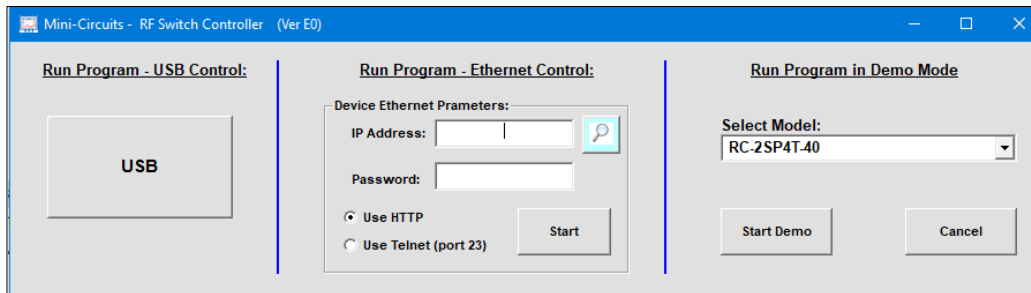 Mini-Circuits - RF Switch Controller (Ver E0)
Run Program - USB Control:
USB
Run Program - Ethernet Control:
Device Ethernet Prameters:
IP Address:
Password:
Use HTTP
Use Telnet (port 23)
Start
Run Program in Demo Mode
Select Model:
RC-2SP4T-40
Start Demo
Cancel